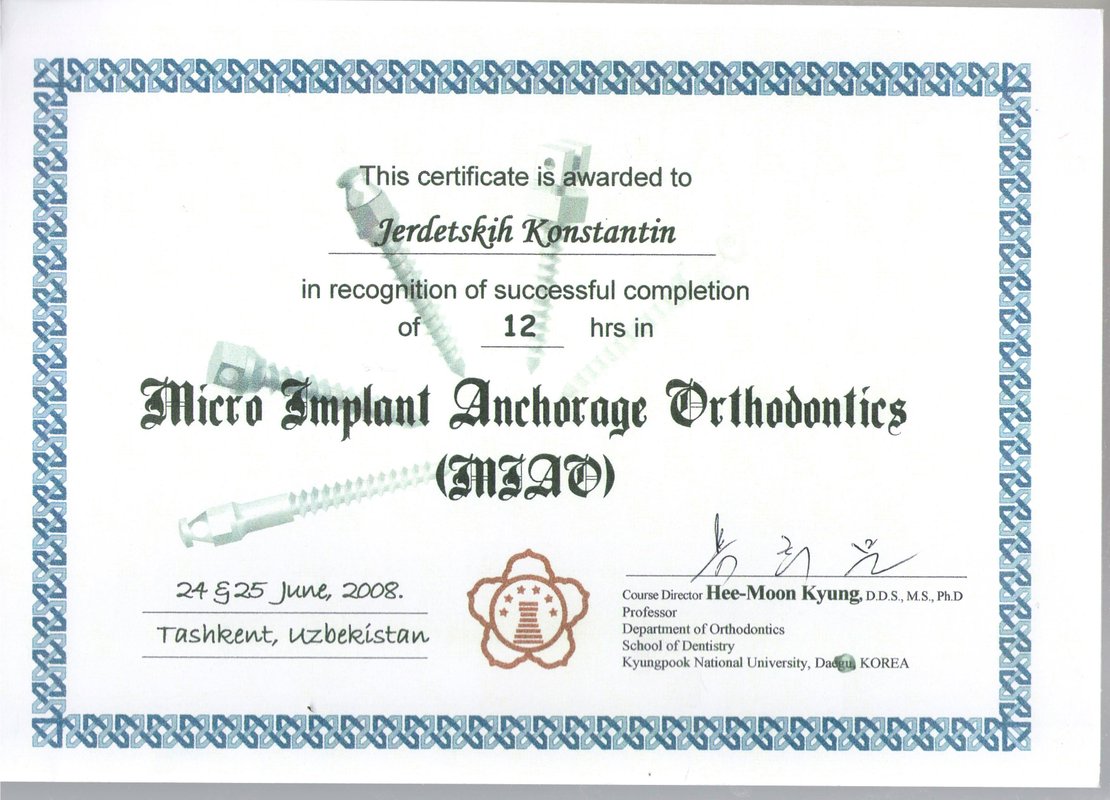 This certificate is awarded to
Jerdetskih Konstantin
in recognition of successful completion
of 12 hrs in
Micro Implant Anchorage Orthodontics
(MIAO)
24 & 25 June, 2008.
Tashkent, Uzbekistan
Course Director Hee-Moon Kyung, D.D.S., M.S., Ph.D
Professor
Department of Orthodontics
School of Dentistry
Kyungpook National University, Daegu, KOREA